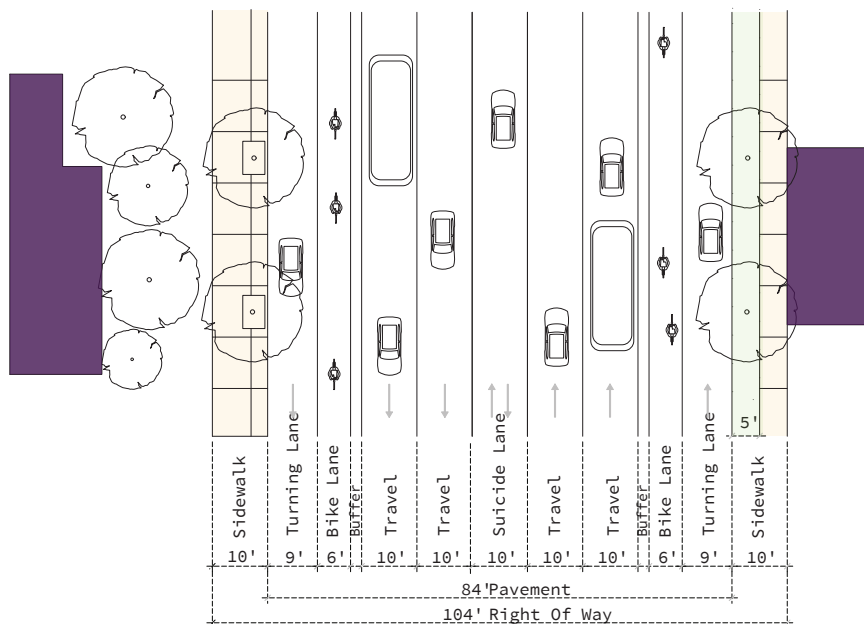 5'
Sidewalk
Turning Lane
Bike Lane
Buffer
Travel
Travel
Suicide Lane
Travel
Travel
Buffer
Bike Lane
Turning Lane
Sidewalk
10' 9' 6' 10' 10' 10' 10' 10' 6' 9' 10'
84'Pavement
104' Right Of Way